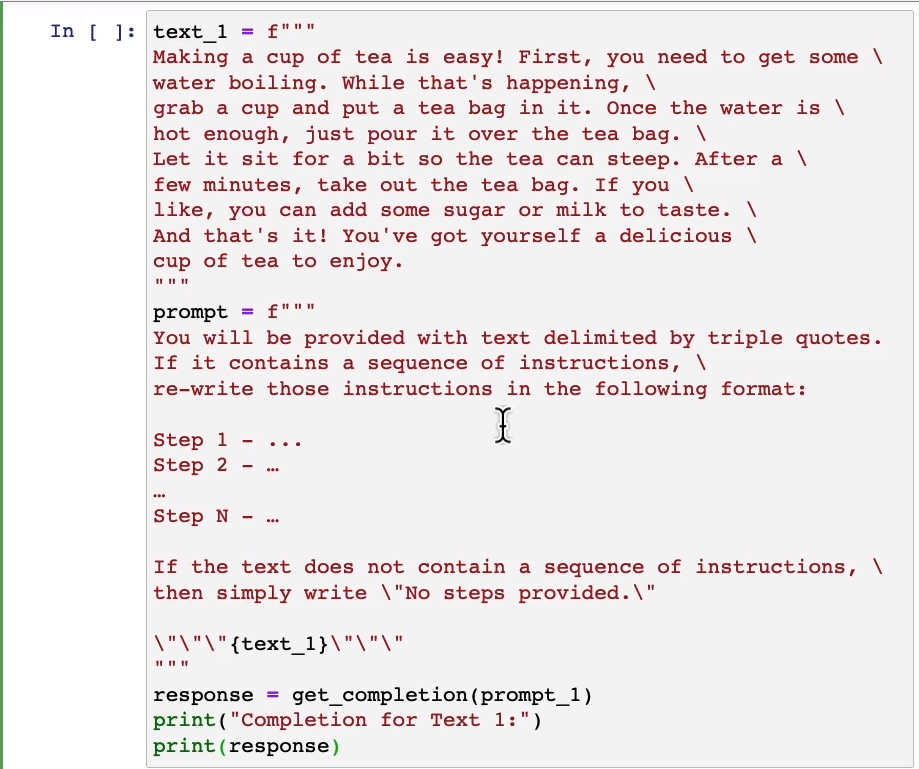 In [ ]: text_1 = f"""
Making a cup of tea is easy! First, you need to get some \
water boiling. While that's happening, \
grab a cup and put a tea bag in it. Once the water is \
hot enough, just pour it over the tea bag. \
Let it sit for a bit so the tea can steep. After a \
few minutes, take out the tea bag. If you \
like, you can add some sugar or milk to taste. \
And that's it! You've got yourself a delicious \
cup of tea to enjoy.
"""
prompt = f"""
You will be provided with text delimited by triple quotes.
If it contains a sequence of instructions, \
re-write those instructions in the following format:

Step 1 - ...
Step 2 - …
…
Step N - …

If the text does not contain a sequence of instructions, \
then simply write \"No steps provided.\"

\"\"\"{text_1}\"\"\"
"""
response = get_completion(prompt_1)
print("Completion for Text 1:")
print(response)